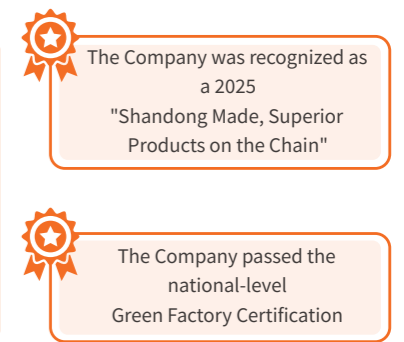 The Company was recognized as
a 2025
"Shandong Made, Superior
Products on the Chain"
The Company passed the
national-level
Green Factory Certification